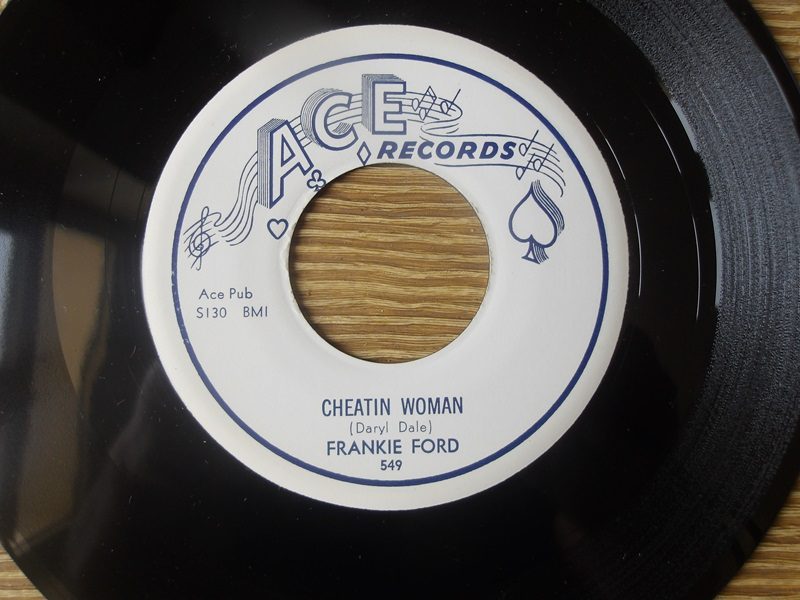 ACE
RECORDS
Ace Pub
S130 BMI
CHEATIN WOMAN
(Daryl Dale)
FRANKIE FORD
549